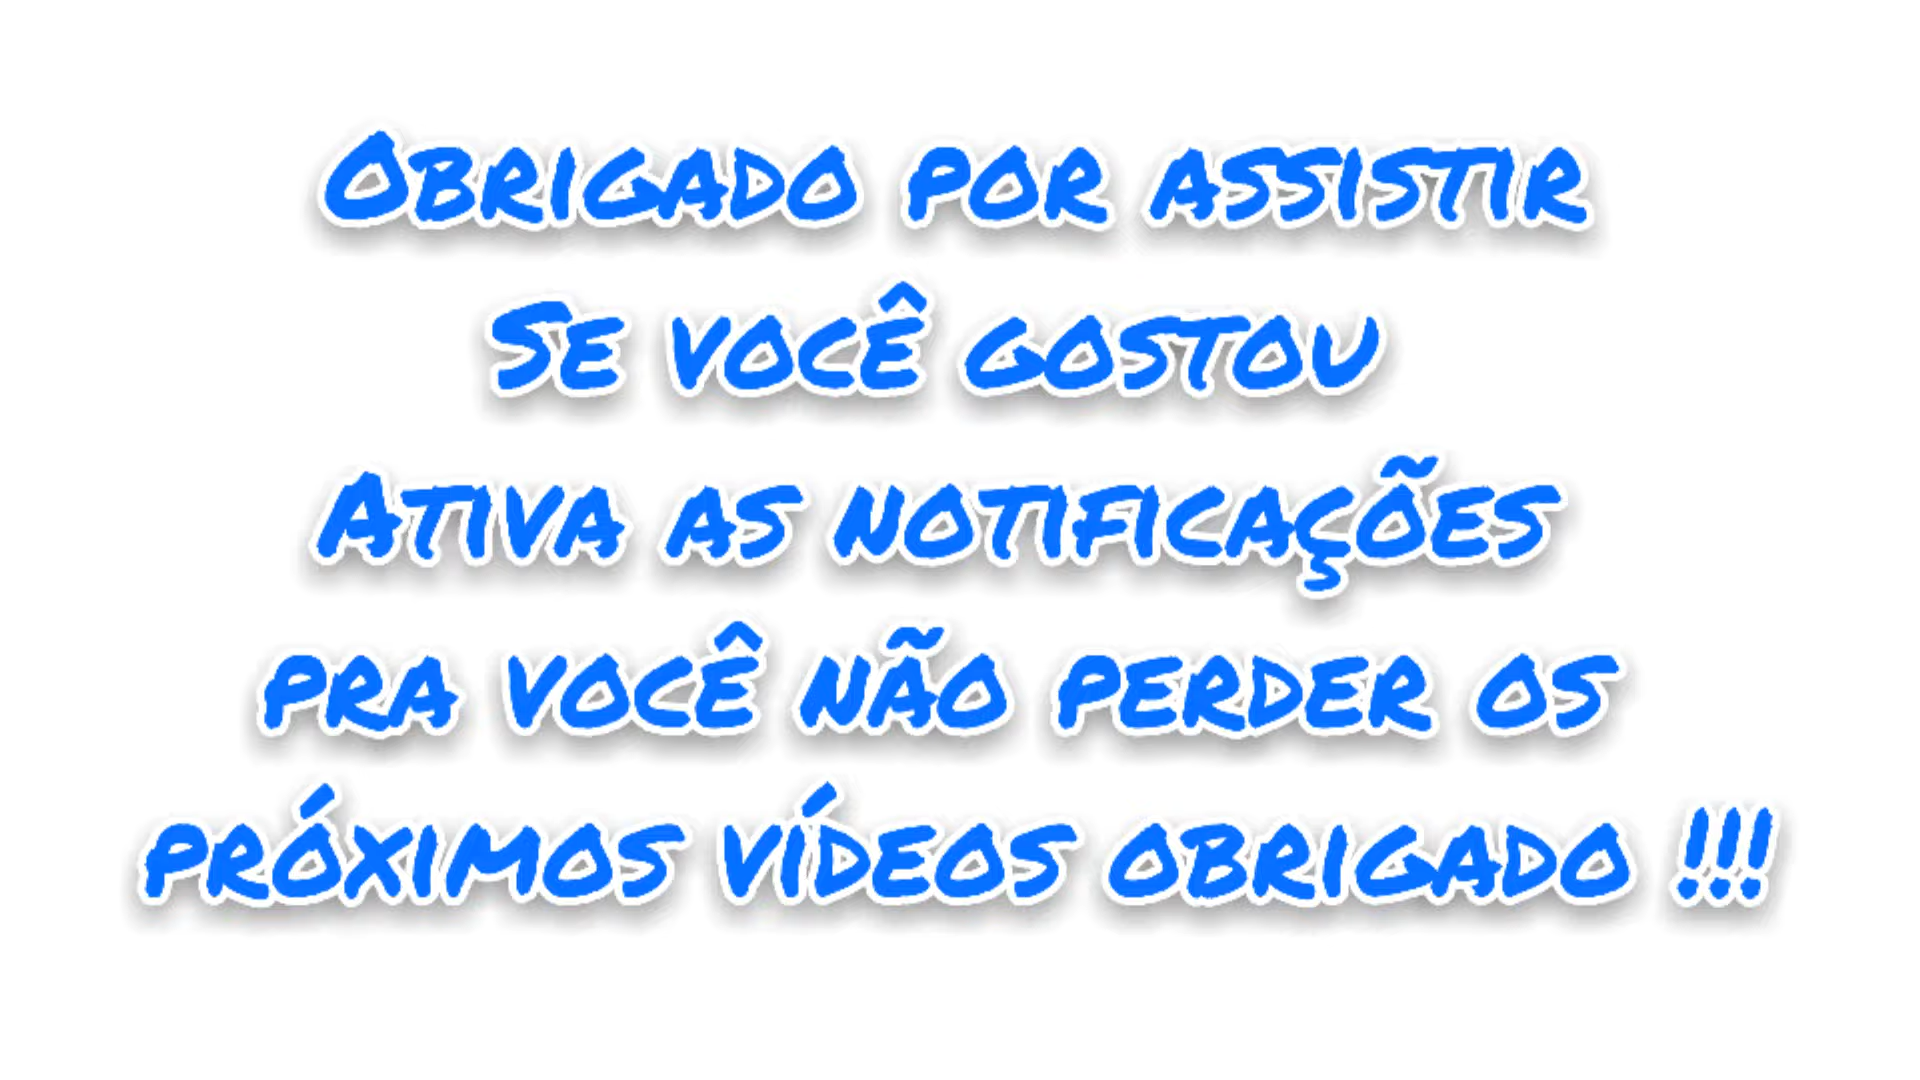 Obrigado por assistir
Se você gostou
Ativa as notificações
pra você não perder os
próximos vídeos obrigado !!!